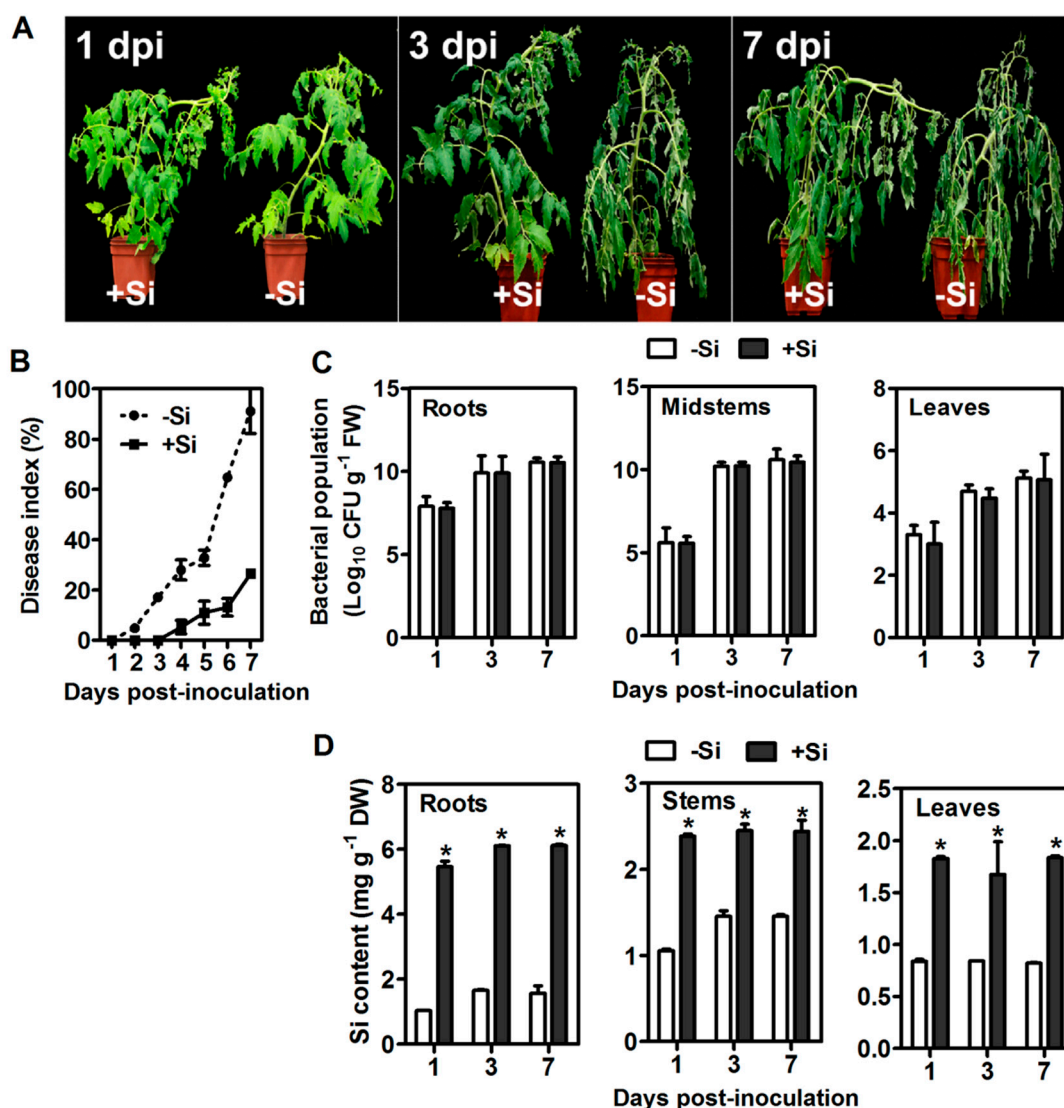 A
1 dpi
3 dpi
7 dpi
+Si
-Si
+Si
-Si
+Si
-Si
B
Disease index (%)
100
80
60
40
20
0
-Si
+Si
1 2 3 4 5 6 7
Days post-inoculation
C
-Si +Si
Bacterial population
(Log₁₀ CFU g⁻¹ FW)
15
10
5
0
Roots
1 3 7
15
10
5
0
Midstems
1 3 7
8
6
4
2
0
Leaves
1 3 7
Days post-inoculation
D
-Si +Si
Si content (mg g⁻¹ DW)
8
6
4
2
0
Roots
* * *
1 3 7
3
2
1
0
Stems
* * *
1 3 7
2.5
2.0
1.5
1.0
0.5
0.0
Leaves
* * *
1 3 7
Days post-inoculation